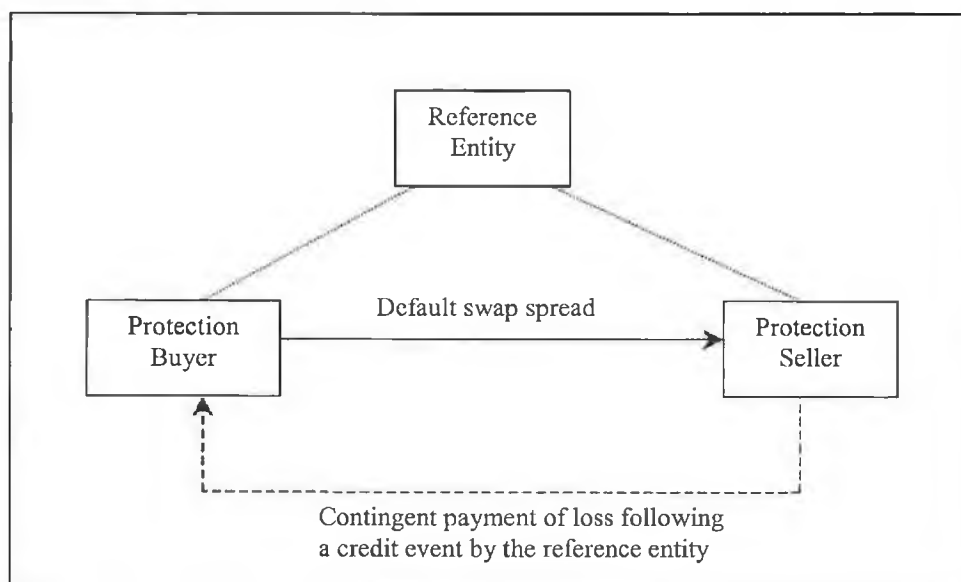 Reference
Entity
Default swap spread
Protection
Buyer
Protection
Seller
Contingent payment of loss following
a credit event by the reference entity